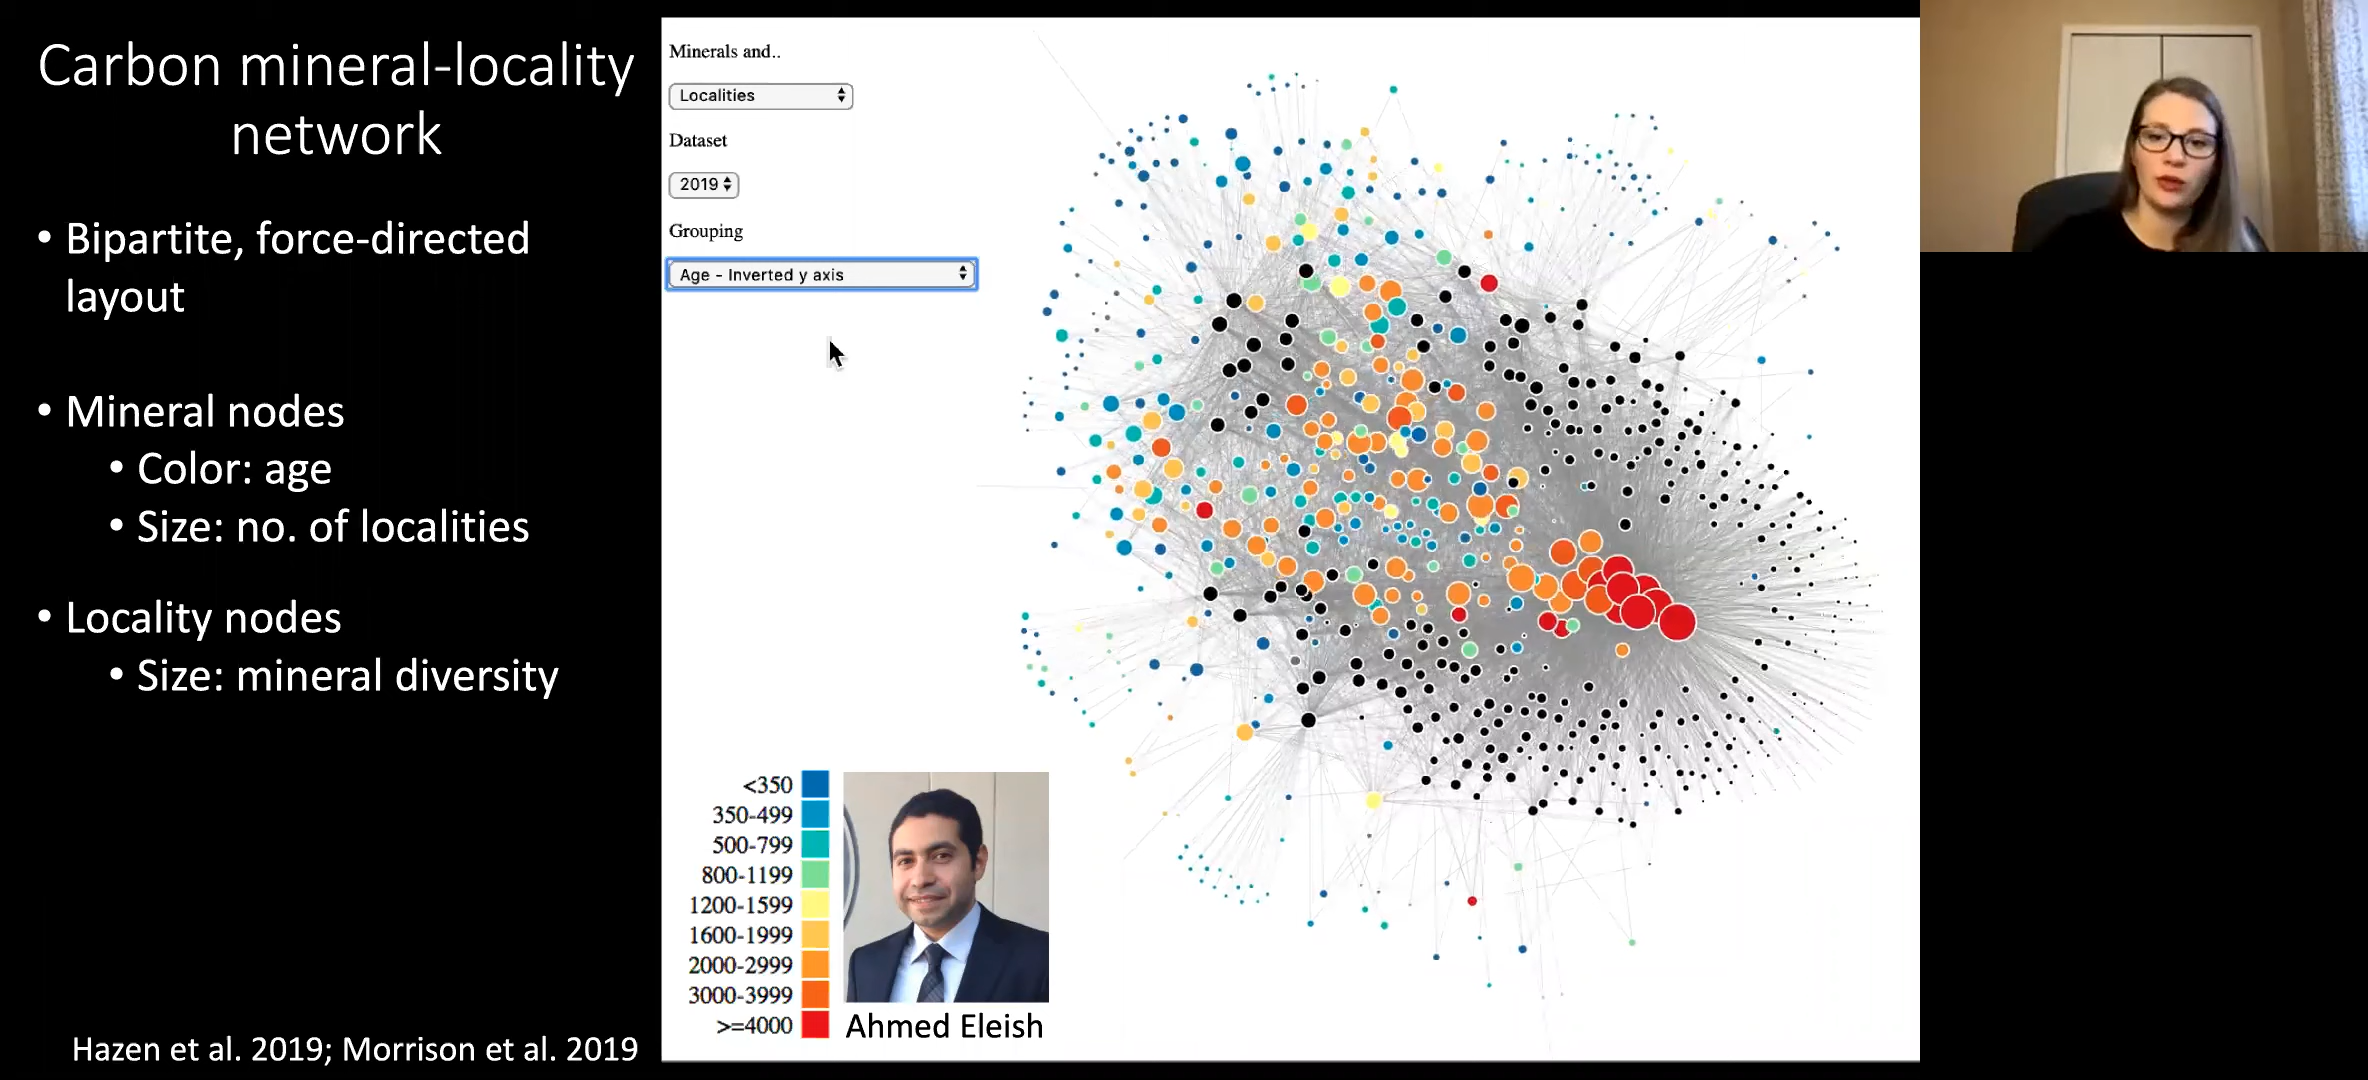 Carbon mineral-locality
network
• Bipartite, force-directed
layout
• Mineral nodes
• Color: age
• Size: no. of localities
• Locality nodes
• Size: mineral diversity
Hazen et al. 2019; Morrison et al. 2019
Minerals and..
Localities
Dataset
2019
Grouping
Age - Inverted y axis
<350
350-499
500-799
800-1199
1200-1599
1600-1999
2000-2999
3000-3999
>=4000
Ahmed Eleish